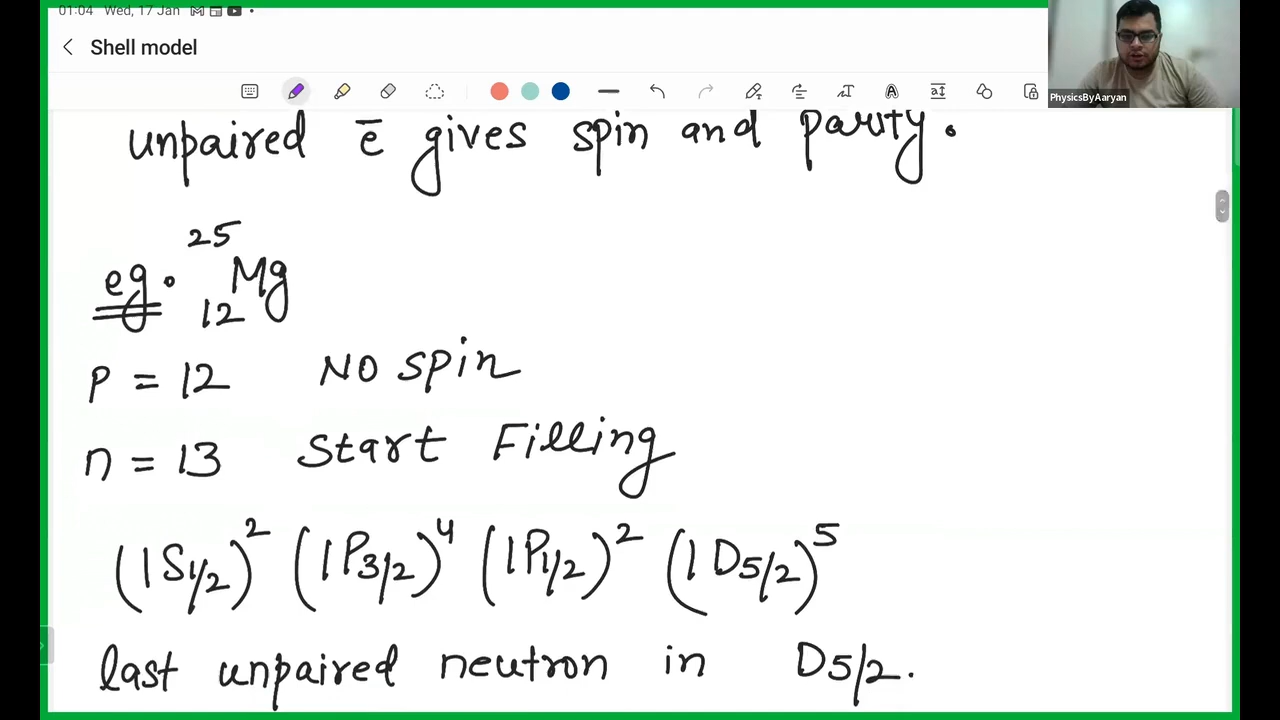 01:04 Wed, 17 Jan
Shell model
PhysicsByAaryan
unpaired ē gives spin and parity.
eg. ²⁵₁₂Mg
P = 12 NO spin
n = 13 Start Filling
(1S1/2)² (1P3/2)⁴ (1P1/2)² (1D5/2)⁵
last unpaired neutron in D5/2.